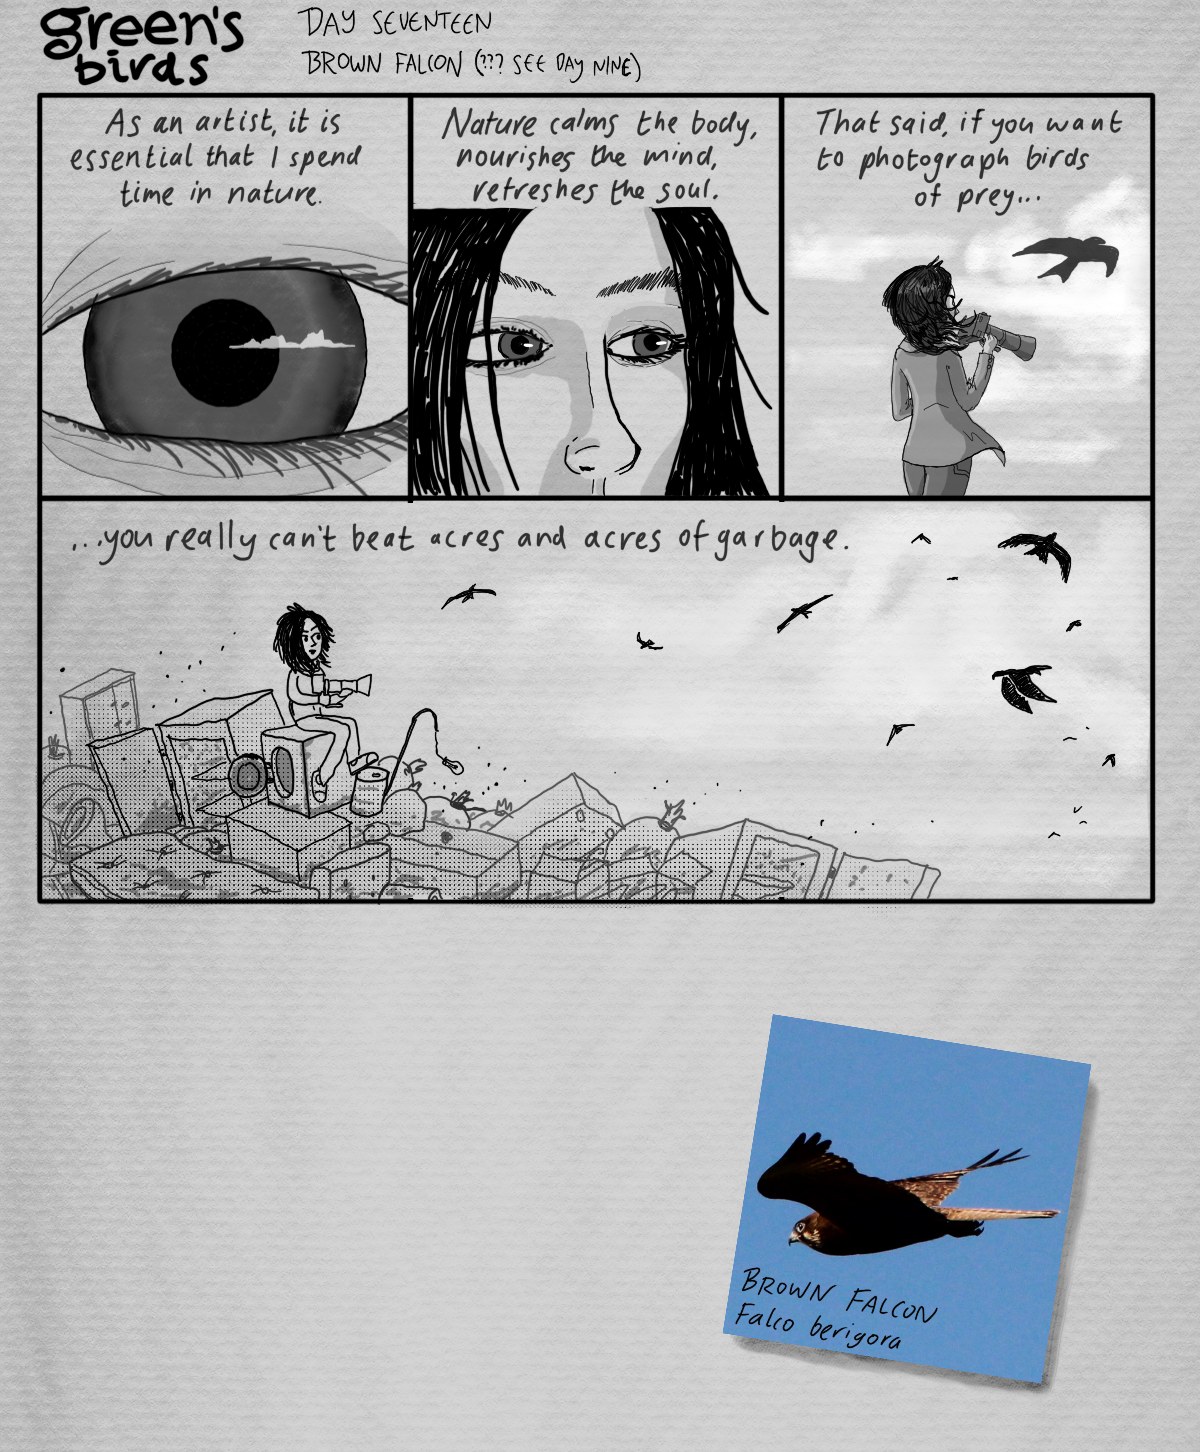 green's
birds
DAY SEVENTEEN
BROWN FALCON (??? SEE DAY NINE)
As an artist, it is
essential that I spend
time in nature.
Nature calms the body,
nourishes the mind,
refreshes the soul.
That said, if you want
to photograph birds
of prey...
...you really can't beat acres and acres of garbage.
BROWN FALCON
Falco berigora